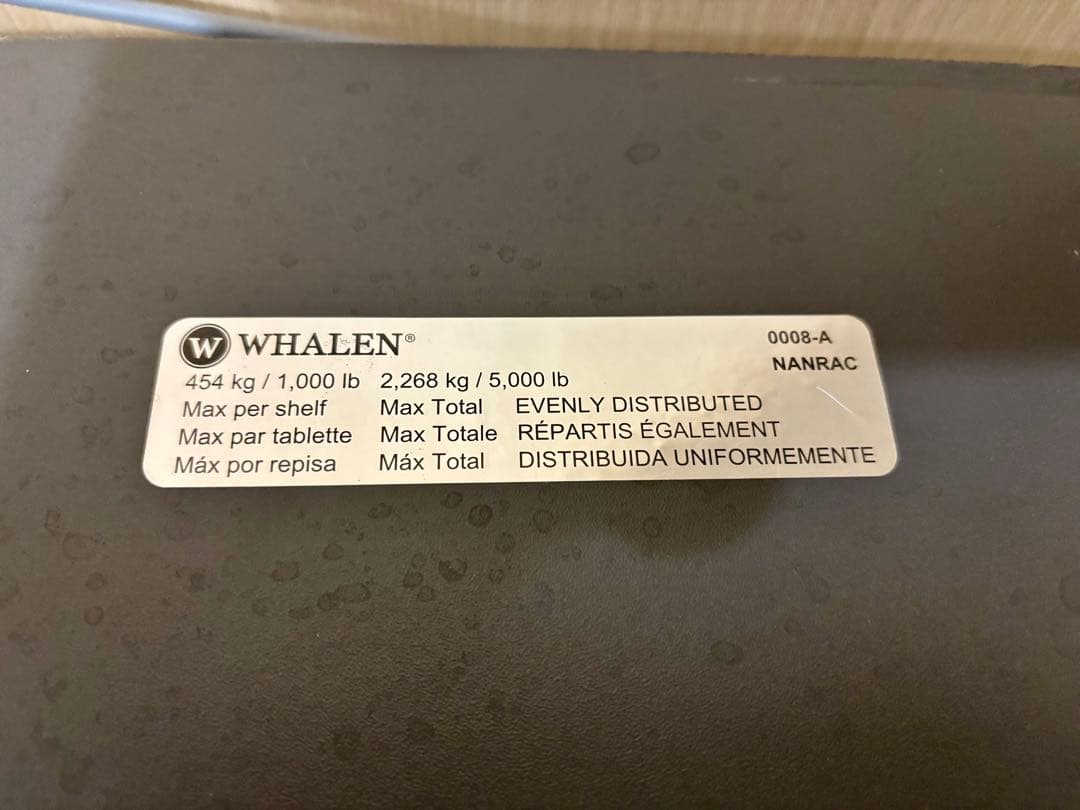 W WHALEN® 0008-A
NANRAC
454 kg / 1,000 lb 2,268 kg / 5,000 lb
Max per shelf Max Total EVENLY DISTRIBUTED
Max par tablette Max Totale RÉPARTIS ÉGALEMENT
Máx por repisa Máx Total DISTRIBUIDA UNIFORMEMENTE